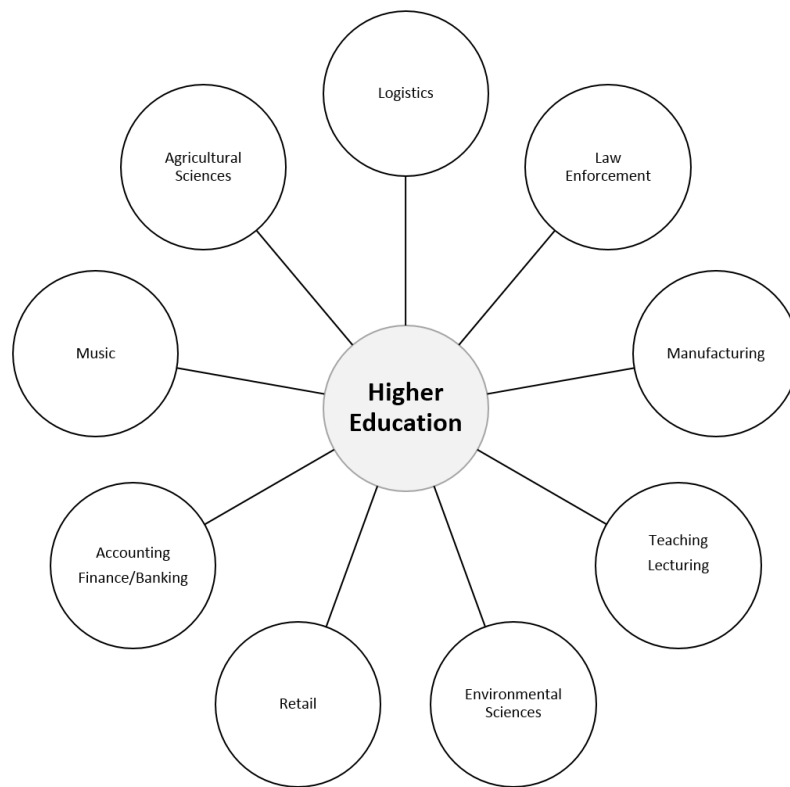 Logistics
Agricultural
Sciences
Law
Enforcement
Music
Manufacturing
Higher
Education
Accounting
Finance/Banking
Teaching
Lecturing
Retail
Environmental
Sciences